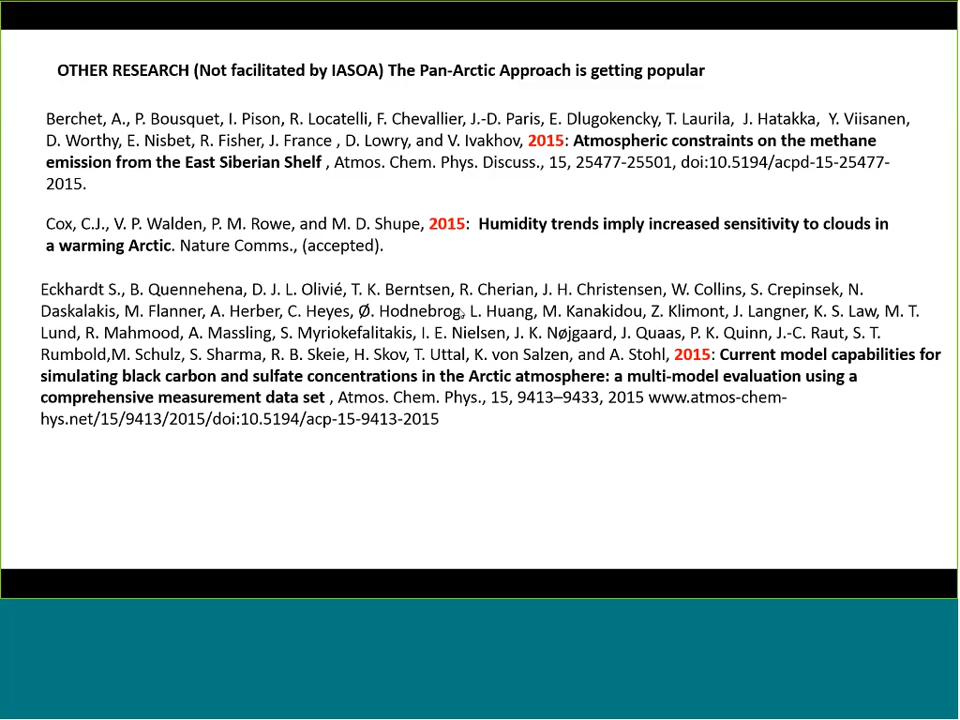 OTHER RESEARCH (Not facilitated by IASOA) The Pan-Arctic Approach is getting popular
Berchet, A., P. Bousquet, I. Pison, R. Locatelli, F. Chevallier, J.-D. Paris, E. Dlugokencky, T. Laurila, J. Hatakka, Y. Viisanen,
D. Worthy, E. Nisbet, R. Fisher, J. France , D. Lowry, and V. Ivakhov, 2015: Atmospheric constraints on the methane
emission from the East Siberian Shelf , Atmos. Chem. Phys. Discuss., 15, 25477-25501, doi:10.5194/acpd-15-25477-
2015.
Cox, C.J., V. P. Walden, P. M. Rowe, and M. D. Shupe, 2015: Humidity trends imply increased sensitivity to clouds in
a warming Arctic. Nature Comms., (accepted).
Eckhardt S., B. Quennehena, D. J. L. Olivié, T. K. Berntsen, R. Cherian, J. H. Christensen, W. Collins, S. Crepinsek, N.
Daskalakis, M. Flanner, A. Herber, C. Heyes, Ø. Hodnebrog, L. Huang, M. Kanakidou, Z. Klimont, J. Langner, K. S. Law, M. T.
Lund, R. Mahmood, A. Massling, S. Myriokefalitakis, I. E. Nielsen, J. K. Nøjgaard, J. Quaas, P. K. Quinn, J.-C. Raut, S. T.
Rumbold,M. Schulz, S. Sharma, R. B. Skeie, H. Skov, T. Uttal, K. von Salzen, and A. Stohl, 2015: Current model capabilities for
simulating black carbon and sulfate concentrations in the Arctic atmosphere: a multi-model evaluation using a
comprehensive measurement data set , Atmos. Chem. Phys., 15, 9413–9433, 2015 www.atmos-chem-
hys.net/15/9413/2015/doi:10.5194/acp-15-9413-2015